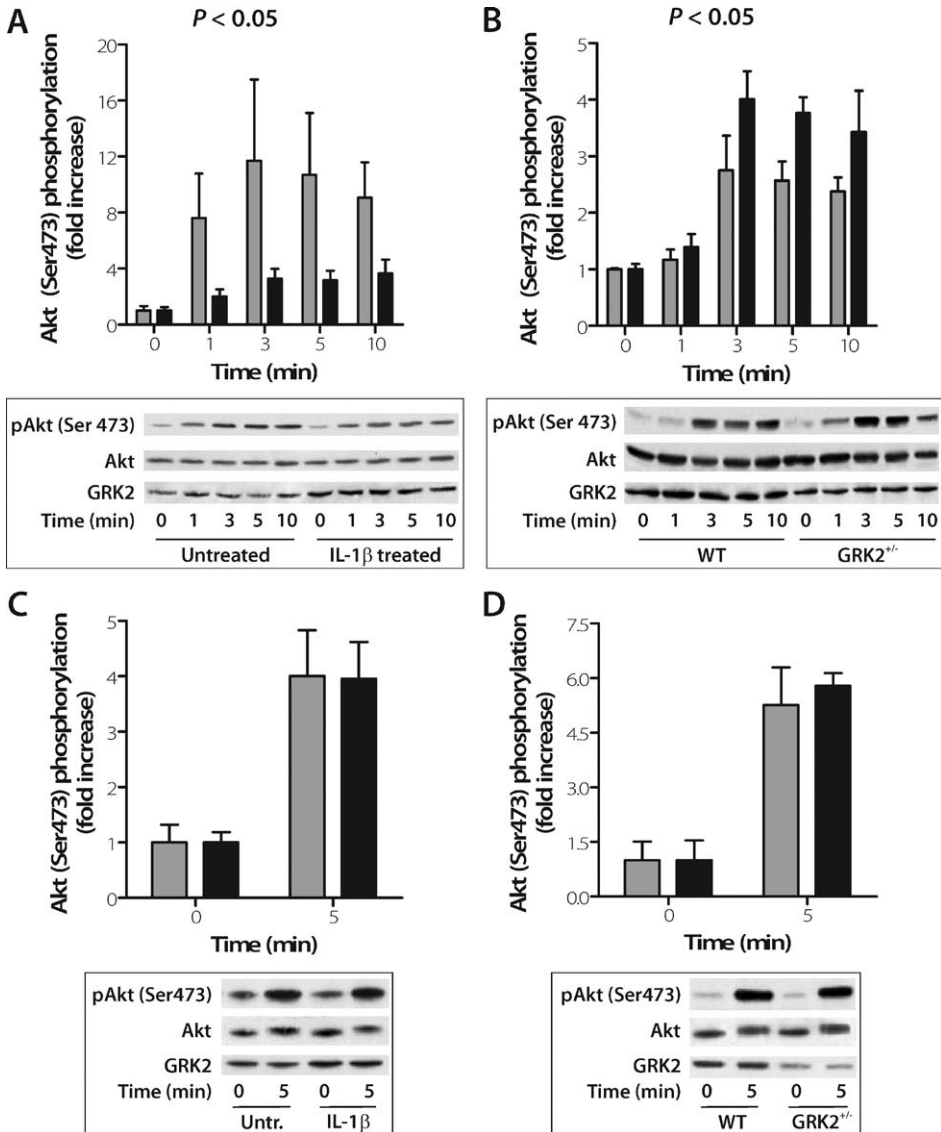 A
P < 0.05
Akt (Ser473) phosphorylation
(fold increase)
20
16
12
8
4
0
0 1 3 5 10
Time (min)
pAkt (Ser 473)
Akt
GRK2
Time (min) 0 1 3 5 10 0 1 3 5 10
Untreated IL-1β treated
B
P < 0.05
Akt (Ser473) phosphorylation
(fold increase)
5
4
3
2
1
0
0 1 3 5 10
Time (min)
pAkt (Ser 473)
Akt
GRK2
Time (min) 0 1 3 5 10 0 1 3 5 10
WT GRK2+/-
C
Akt (Ser473) phosphorylation
(fold increase)
5
4
3
2
1
0
0 5
Time (min)
pAkt (Ser473)
Akt
GRK2
Time (min) 0 5 0 5
Untr. IL-1β
D
Akt (Ser473) phosphorylation
(fold increase)
7.5
6.0
4.5
3.0
1.5
0.0
0 5
Time (min)
pAkt (Ser473)
Akt
GRK2
Time (min) 0 5 0 5
WT GRK2+/-